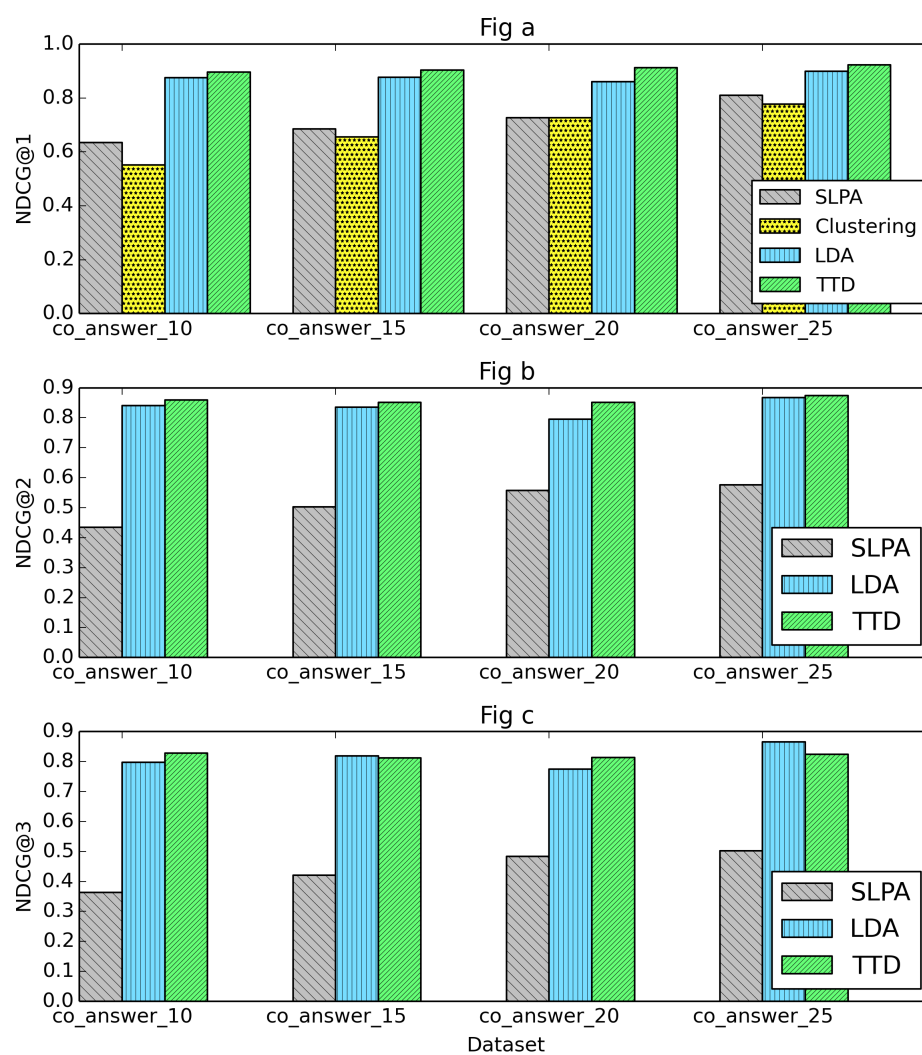 Fig a
NDCG@1
1.0
0.8
0.6
0.4
0.2
0.0
SLPA
Clustering
LDA
TTD
co_answer_10 co_answer_15 co_answer_20 co_answer_25
Fig b
NDCG@2
0.9
0.8
0.7
0.6
0.5
0.4
0.3
0.2
0.1
0.0
SLPA
LDA
TTD
co_answer_10 co_answer_15 co_answer_20 co_answer_25
Fig c
NDCG@3
0.9
0.8
0.7
0.6
0.5
0.4
0.3
0.2
0.1
0.0
SLPA
LDA
TTD
co_answer_10 co_answer_15 co_answer_20 co_answer_25
Dataset